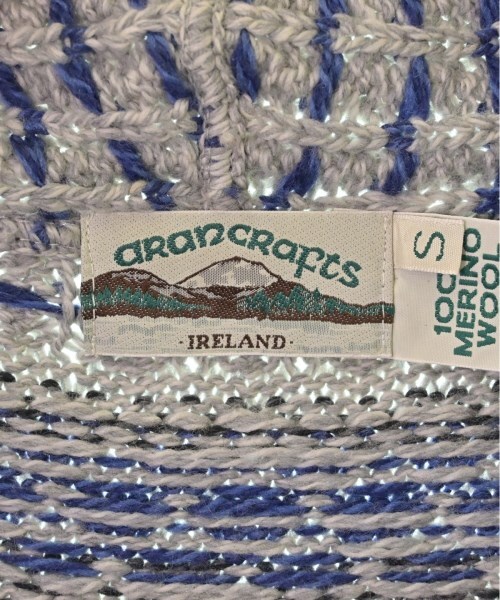 arancrafts
· IRELAND ·
S
100%
MERINO
WOOL